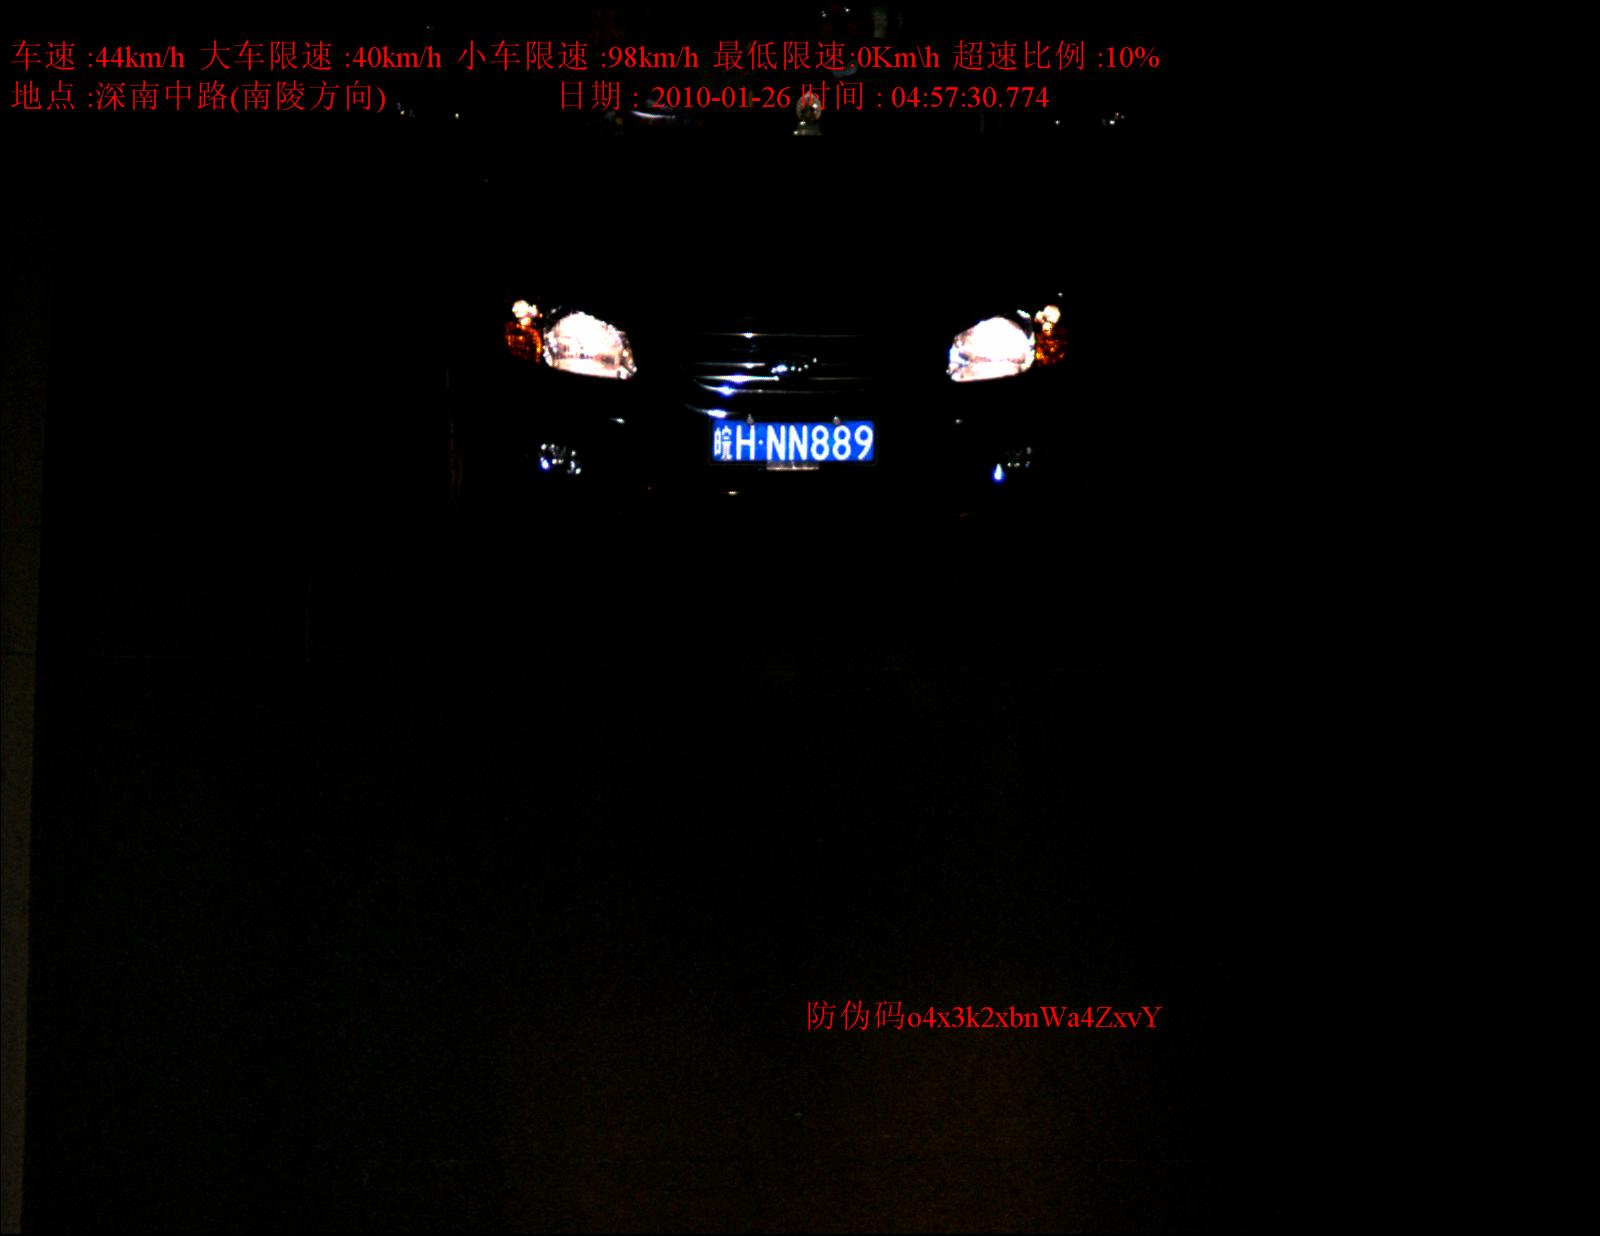 车速:44km/h 大车限速:40km/h 小车限速:98km/h 最低限速:0Km\h 超速比例:10%
地点:深南中路(南陵方向) 日期: 2010-01-26 时间: 04:57:30.774
皖H·NN889
防伪码o4x3k2xbnWa4ZxvY